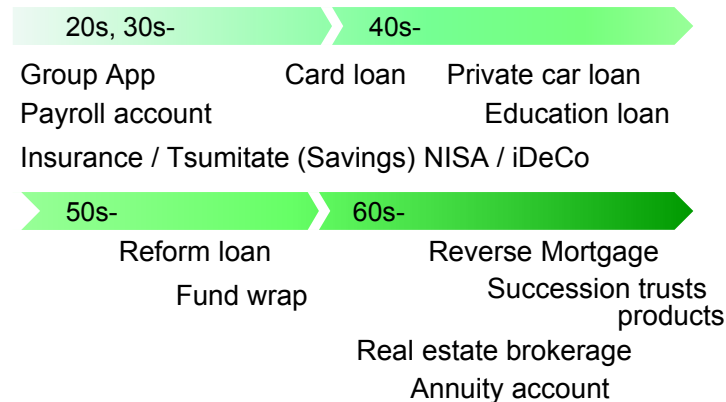 20s, 30s- 40s-
Group App Card loan Private car loan
Payroll account Education loan
Insurance / Tsumitate (Savings) NISA / iDeCo
50s- 60s-
Reform loan Reverse Mortgage
Fund wrap Succession trusts
products
Real estate brokerage
Annuity account